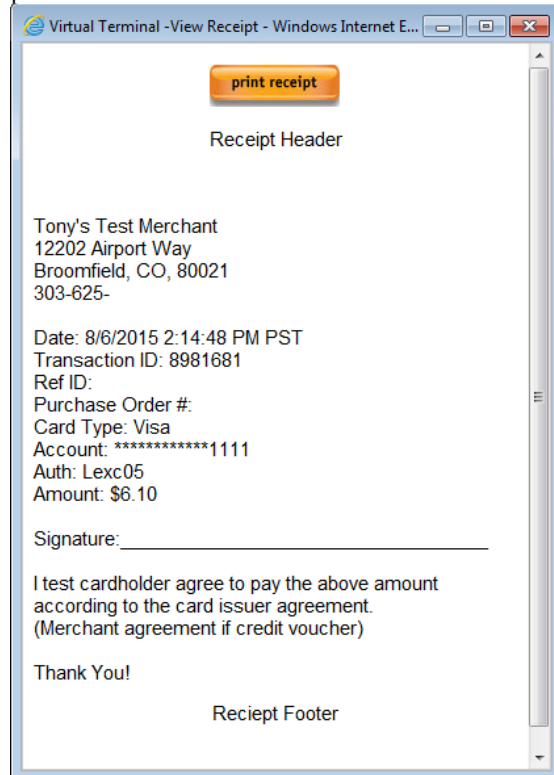 Virtual Terminal -View Receipt - Windows Internet E...
print receipt
Receipt Header
Tony's Test Merchant
12202 Airport Way
Broomfield, CO, 80021
303-625-
Date: 8/6/2015 2:14:48 PM PST
Transaction ID: 8981681
Ref ID:
Purchase Order #:
Card Type: Visa
Account: ************1111
Auth: Lexc05
Amount: $6.10
Signature:___________________________________
I test cardholder agree to pay the above amount
according to the card issuer agreement.
(Merchant agreement if credit voucher)
Thank You!
Reciept Footer